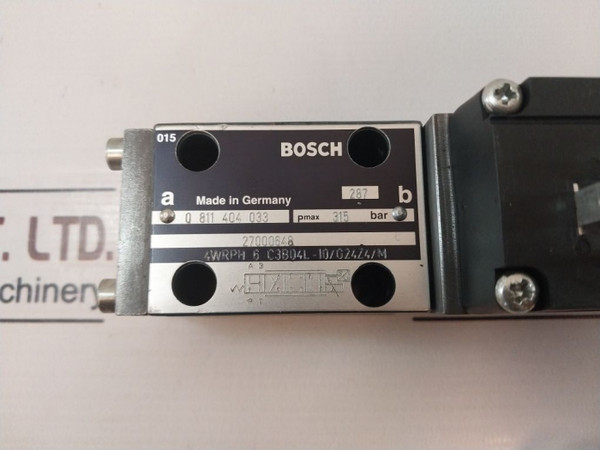 015
BOSCH
a Made in Germany 287 b
0 811 404 033 pmax 315 bar
27000648
4WRPH 6 C3B04L -10/G24Z4/M
A B
P T
T. LTD.
chinery